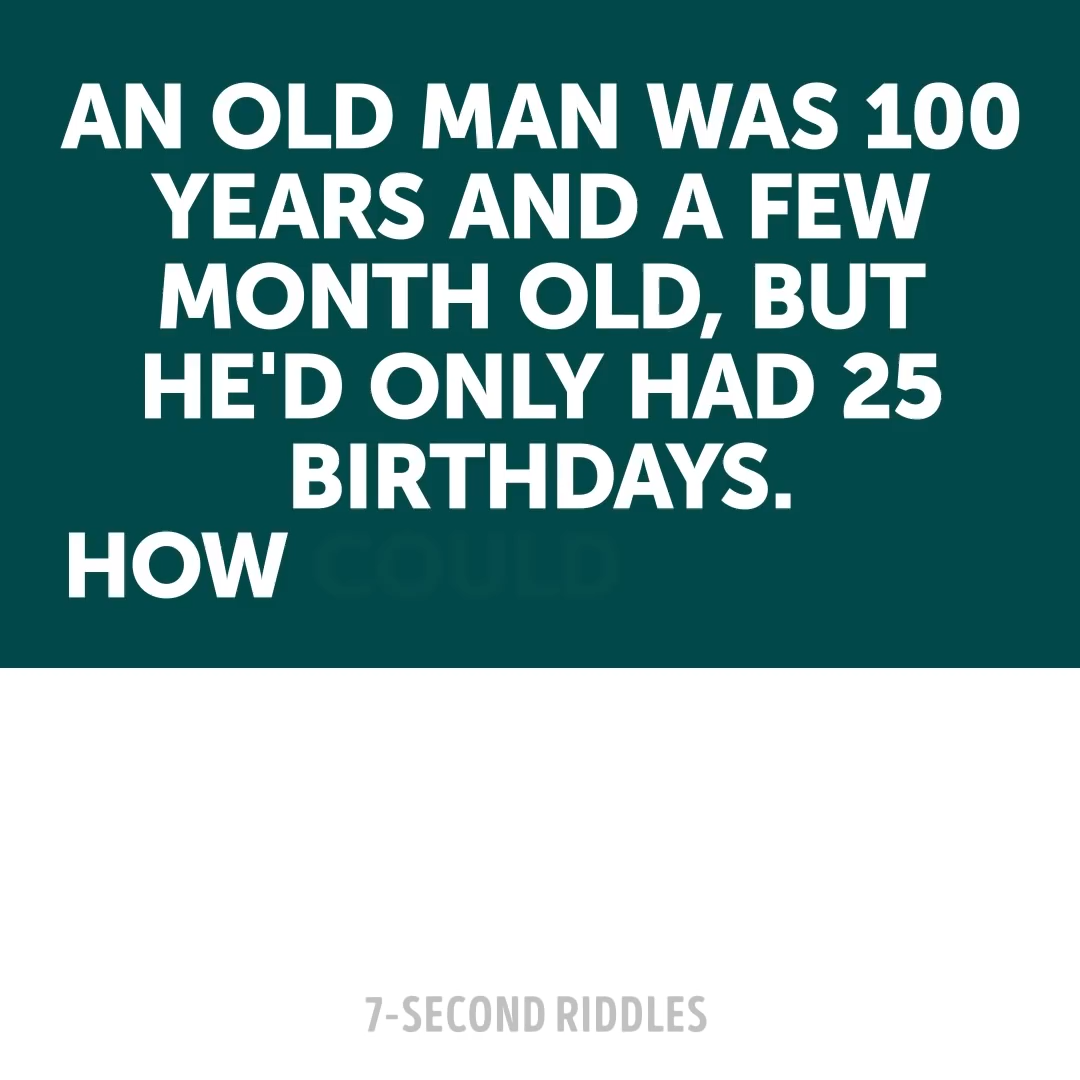 AN OLD MAN WAS 100
YEARS AND A FEW
MONTH OLD, BUT
HE'D ONLY HAD 25
BIRTHDAYS.
HOW COULD
7-SECOND RIDDLES